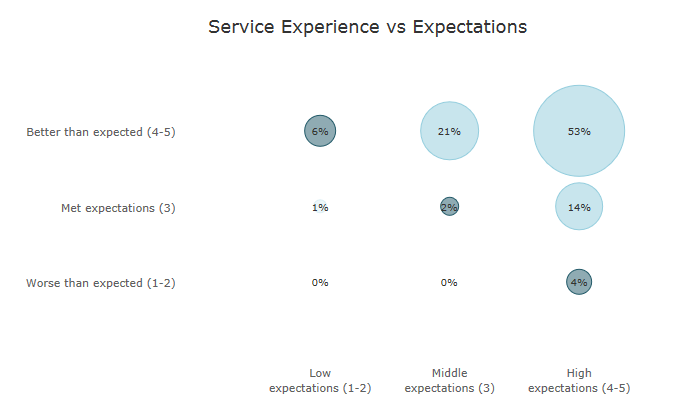 Service Experience vs Expectations
Better than expected (4-5)
6%
21%
53%
Met expectations (3)
1%
2%
14%
Worse than expected (1-2)
0%
0%
4%
Low
expectations (1-2)
Middle
expectations (3)
High
expectations (4-5)